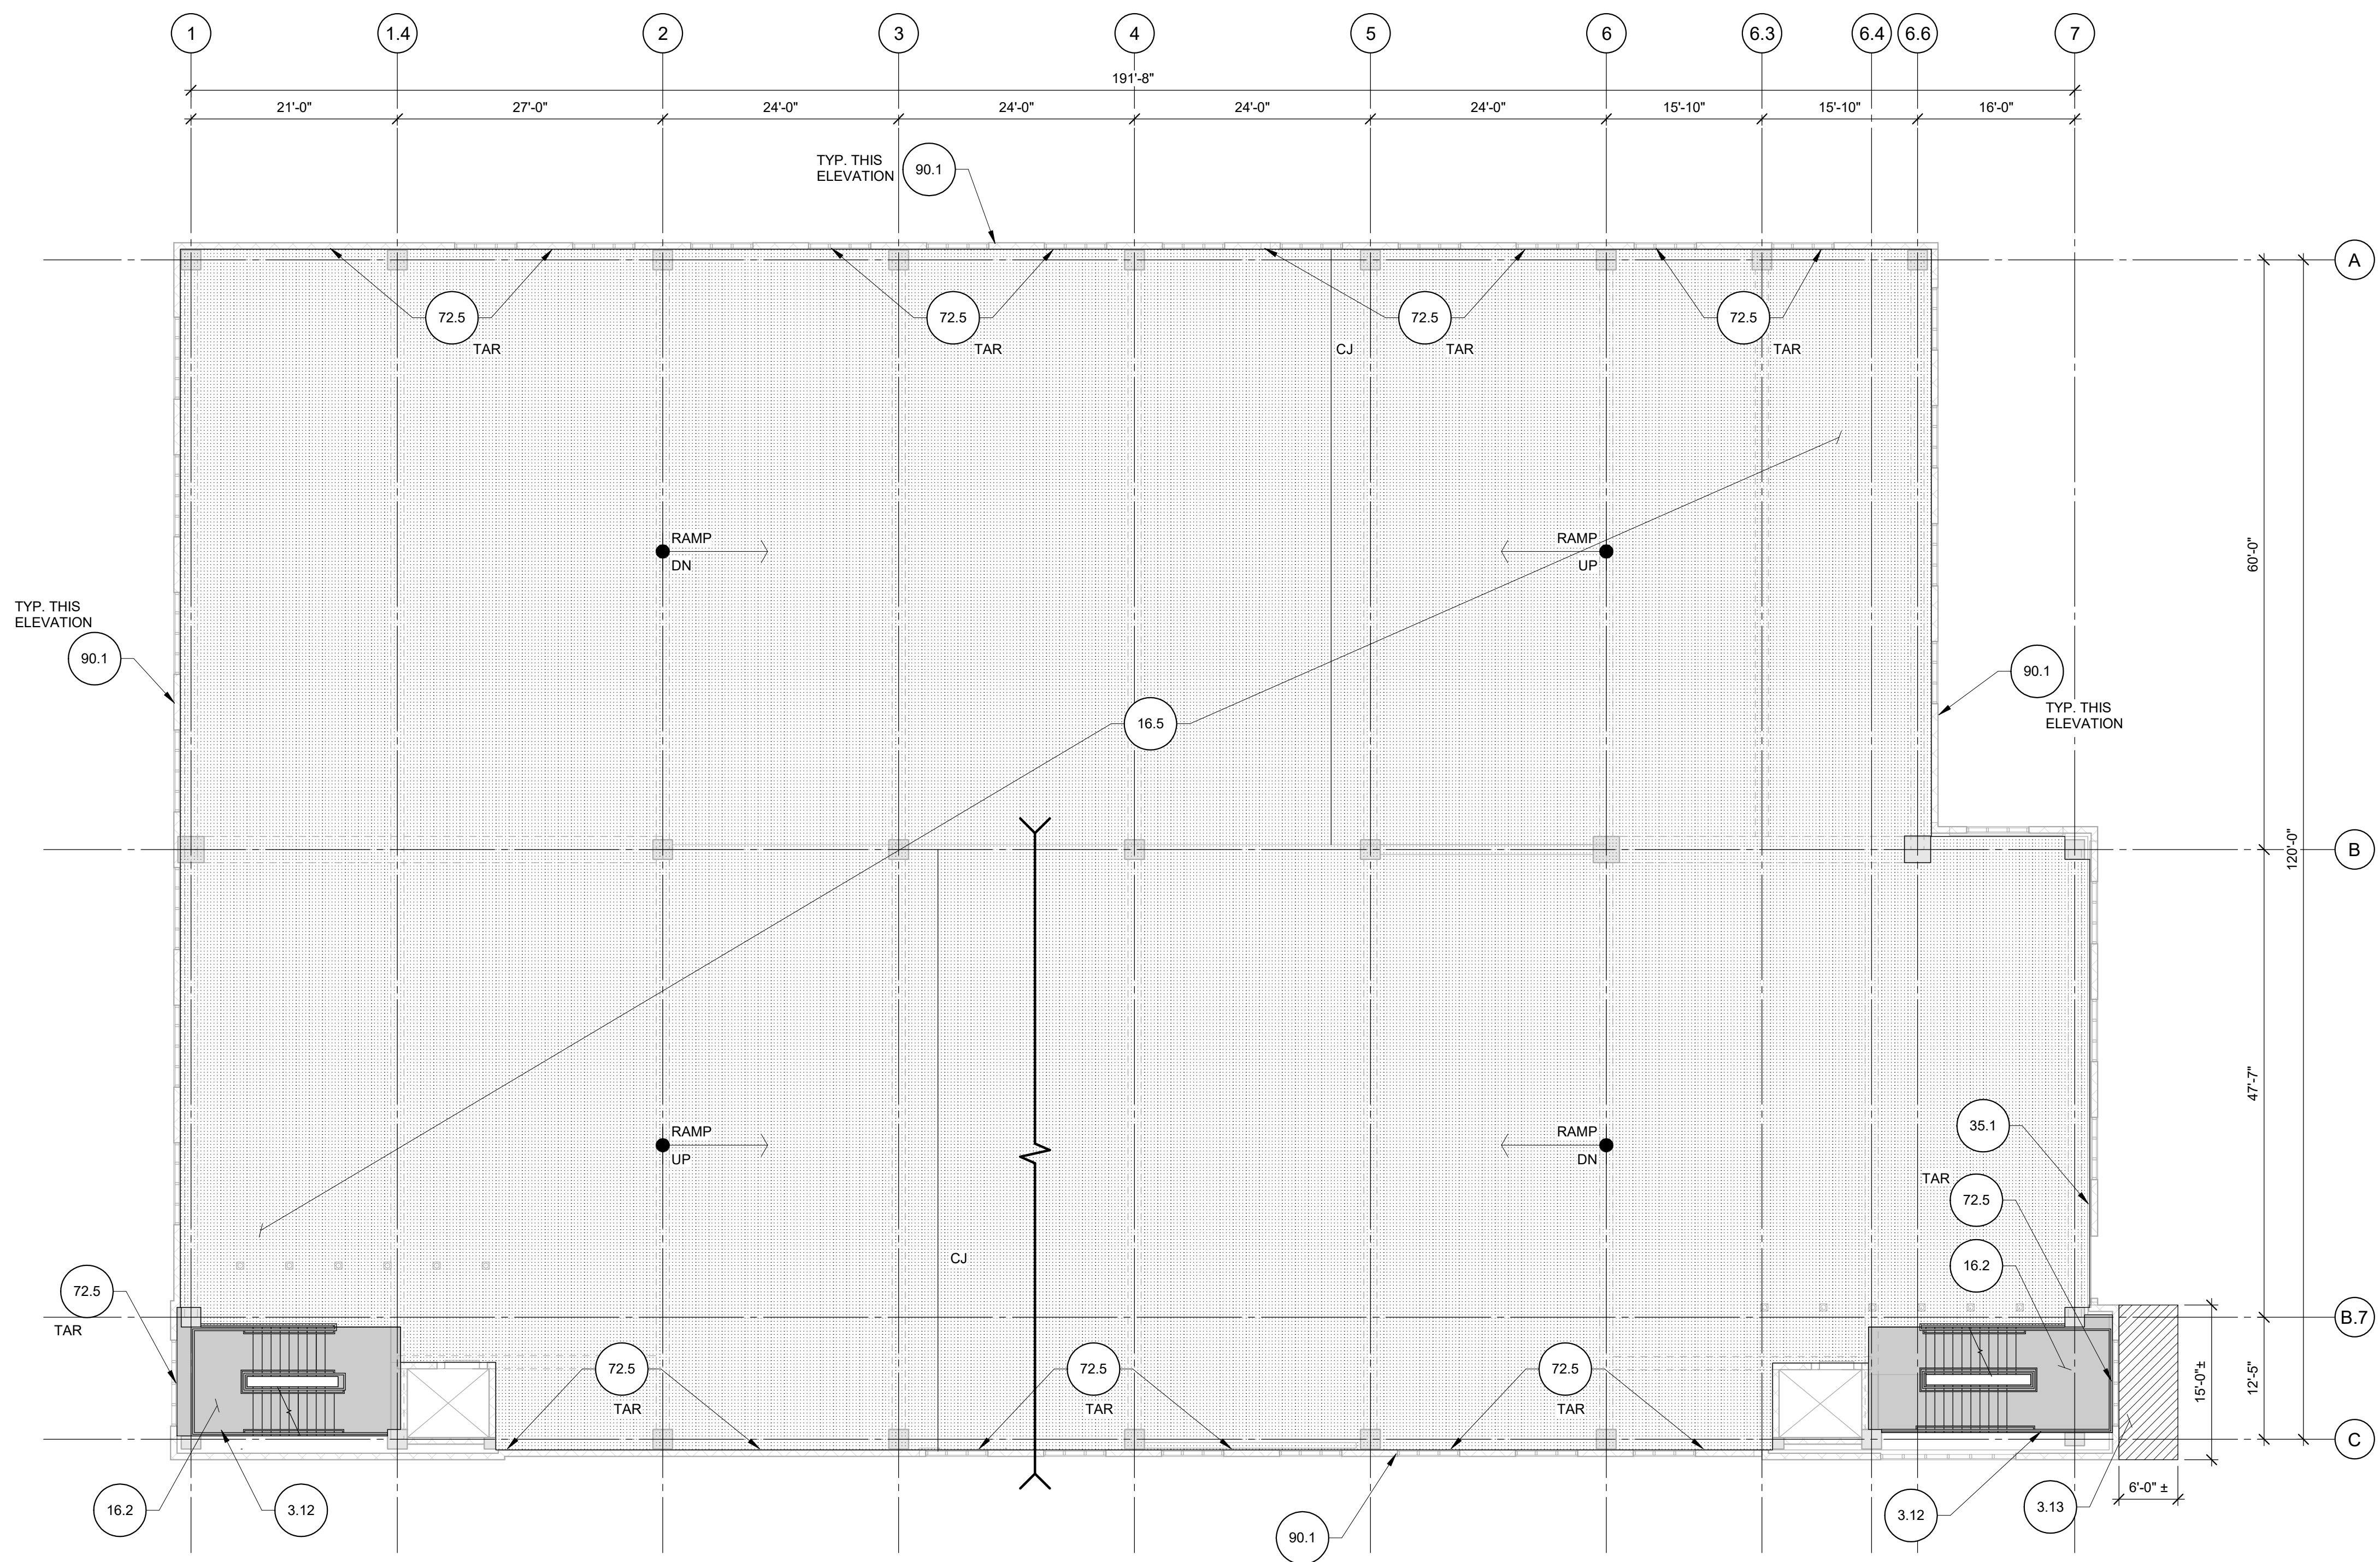 1
1.4
2
3
4
5
6
6.3
6.4
6.6
7
191'-8"
21'-0"
27'-0"
24'-0"
24'-0"
24'-0"
24'-0"
15'-10"
15'-10"
16'-0"
TYP. THIS
ELEVATION
90.1
A
72.5
TAR
72.5
TAR
72.5
TAR
72.5
TAR
CJ
RAMP
DN
RAMP
UP
60'-0"
TYP. THIS
ELEVATION
90.1
90.1
TYP. THIS
ELEVATION
16.5
B
120'-0"
47'-7"
RAMP
UP
RAMP
DN
35.1
TAR
72.5
16.2
CJ
72.5
TAR
B.7
72.5
TAR
72.5
TAR
72.5
TAR
15'-0"±
12'-5"
C
6'-0" ±
16.2
3.12
90.1
3.12
3.13